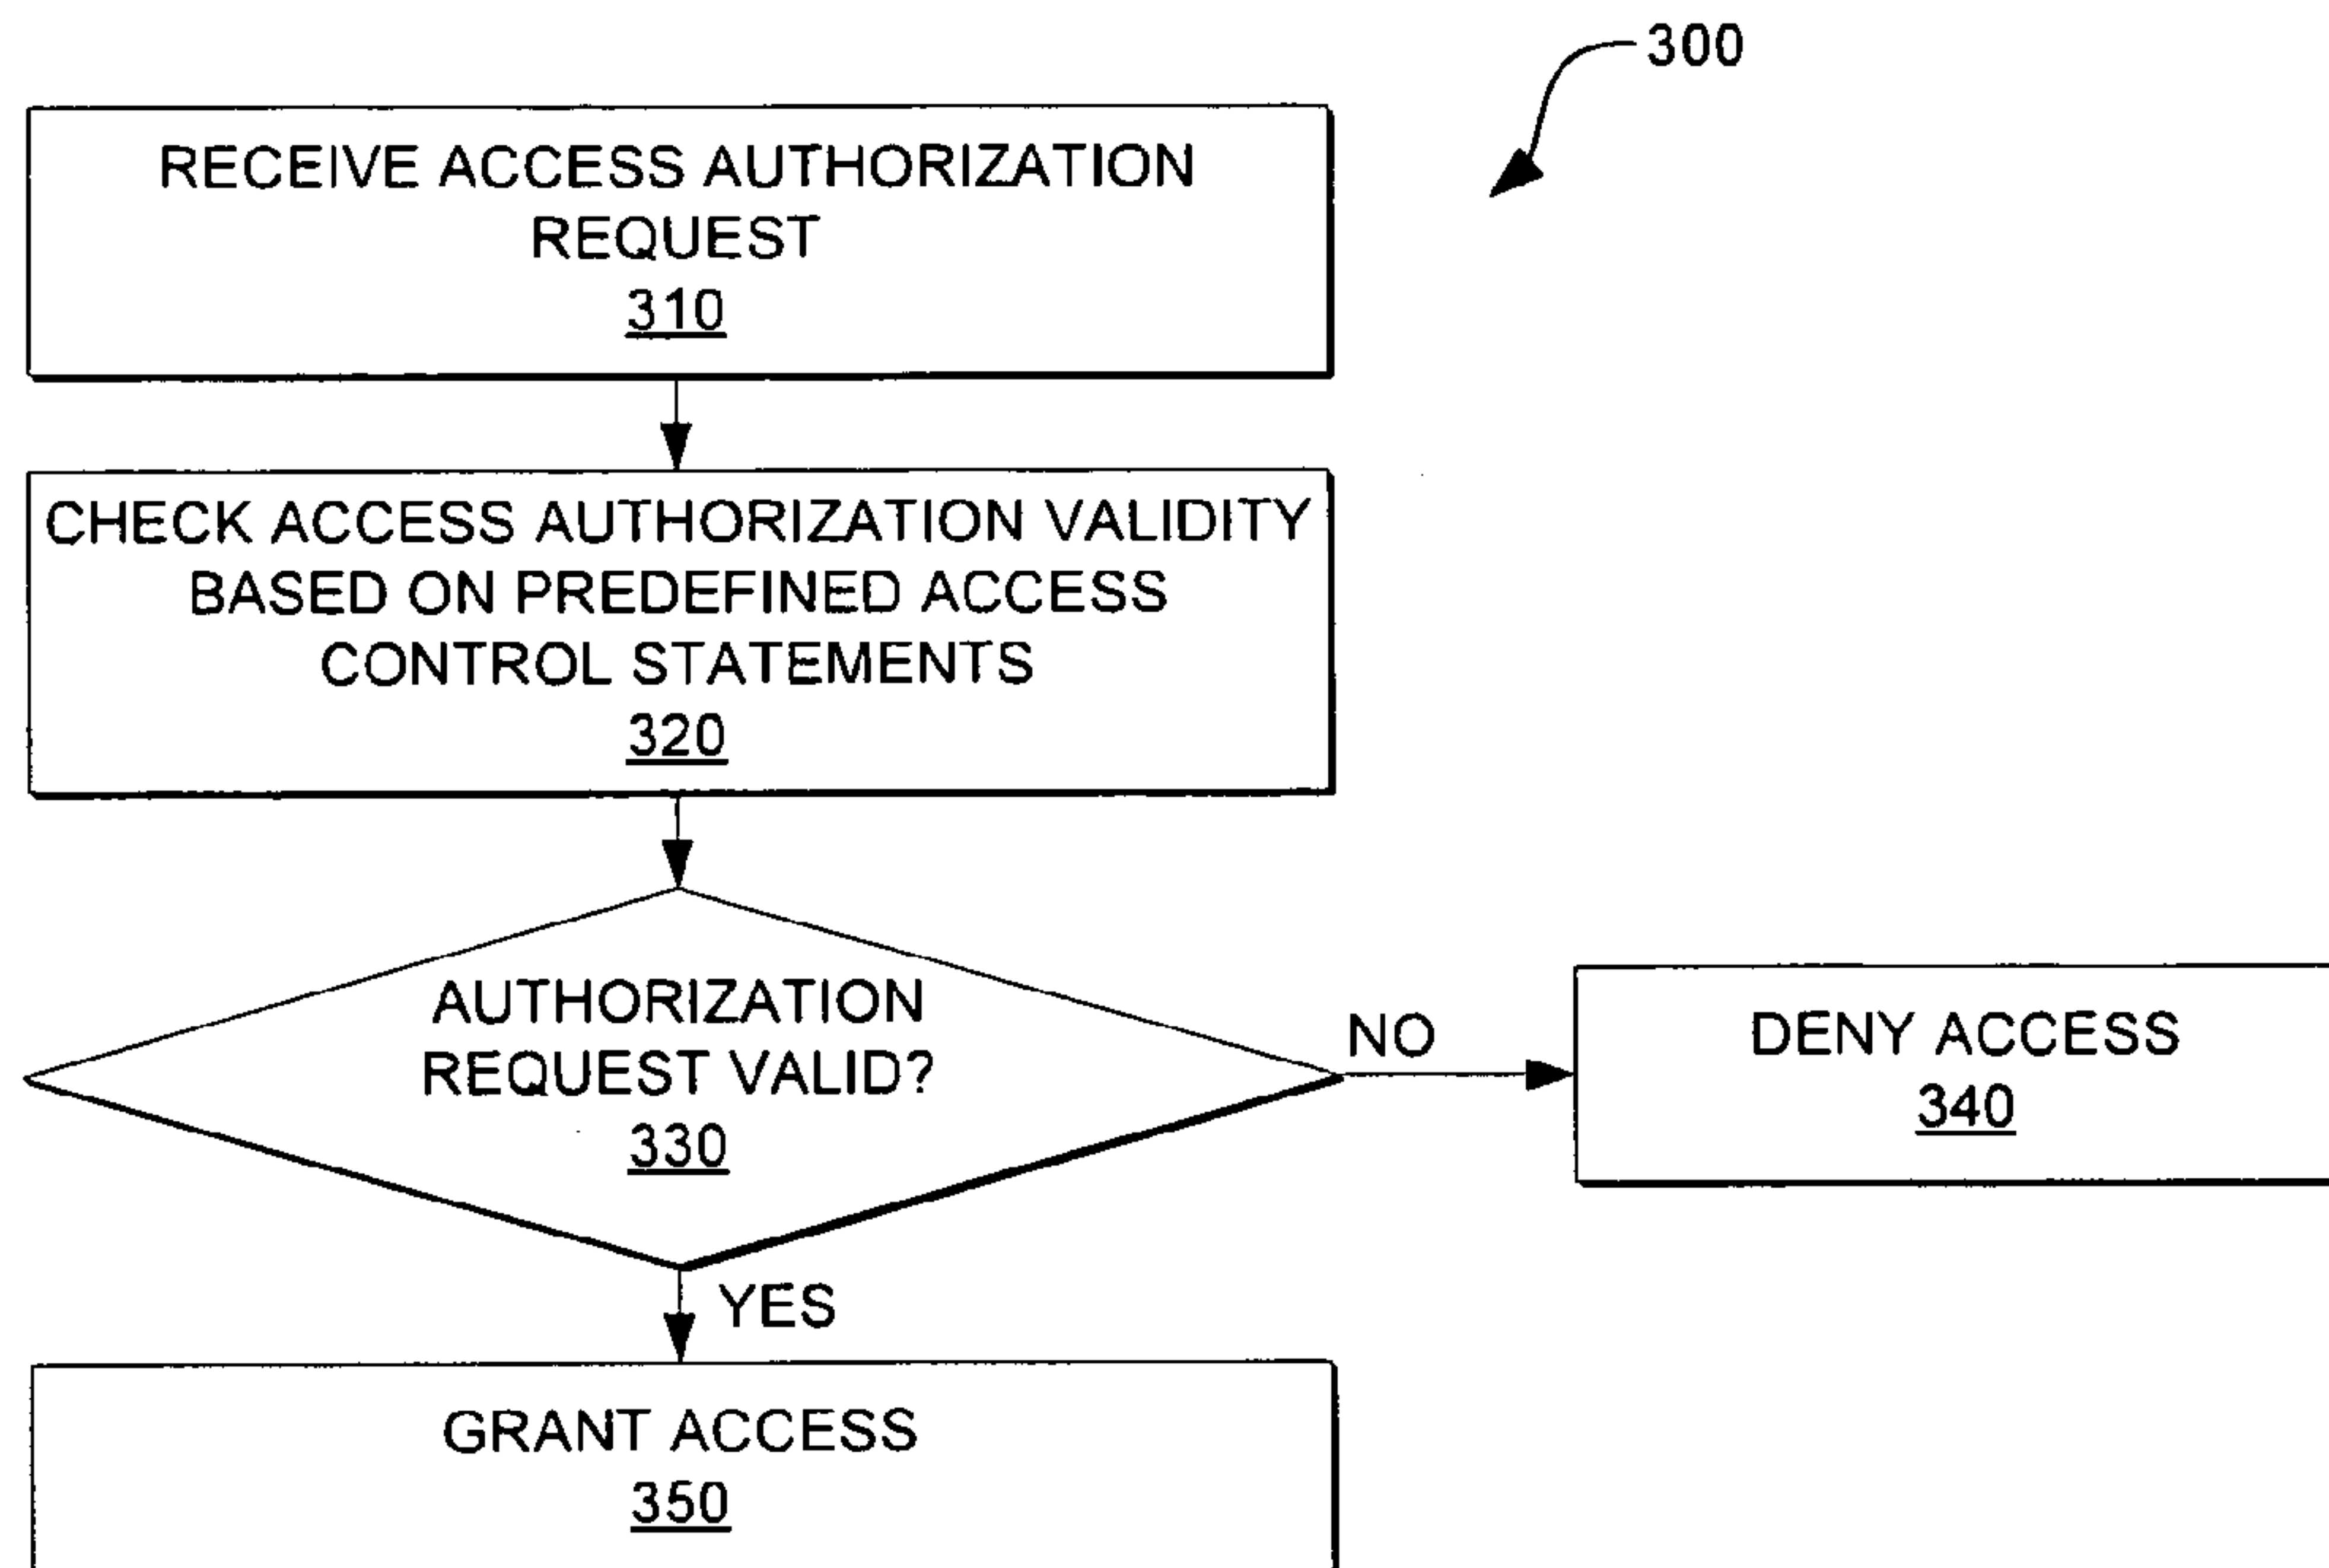 300
RECEIVE ACCESS AUTHORIZATION
REQUEST
310
CHECK ACCESS AUTHORIZATION VALIDITY
BASED ON PREDEFINED ACCESS
CONTROL STATEMENTS
320
AUTHORIZATION
REQUEST VALID?
330
NO
DENY ACCESS
340
YES
GRANT ACCESS
350